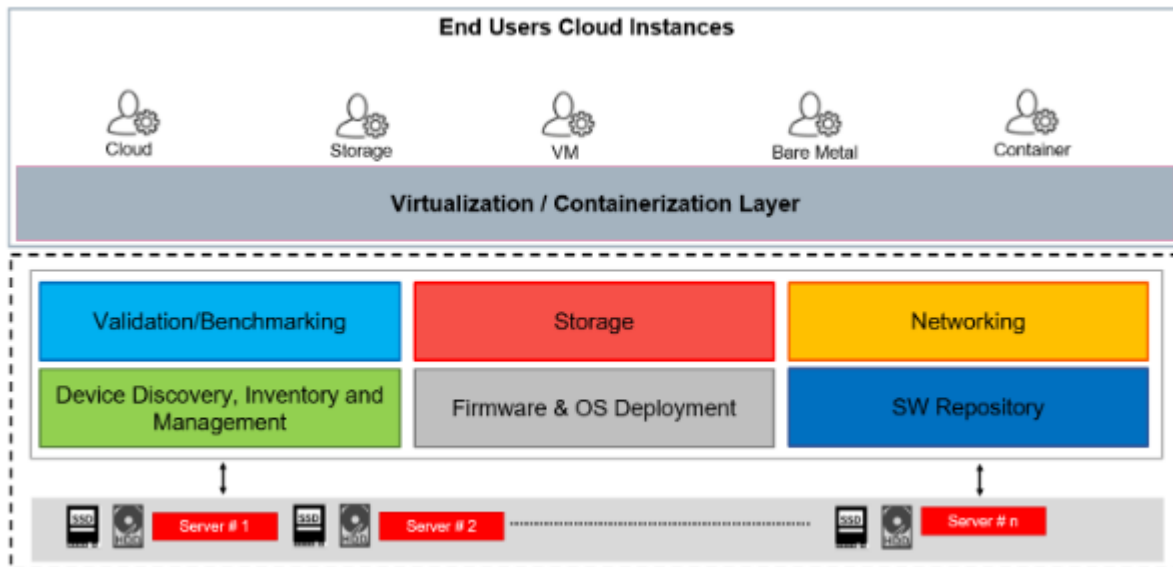 End Users Cloud Instances
Cloud
Storage
VM
Bare Metal
Container
Virtualization / Containerization Layer
Validation/Benchmarking
Storage
Networking
Device Discovery, Inventory and
Management
Firmware & OS Deployment
SW Repository
SSD
HDD
Server # 1
SSD
HDD
Server # 2
SSD
HDD
Server # n